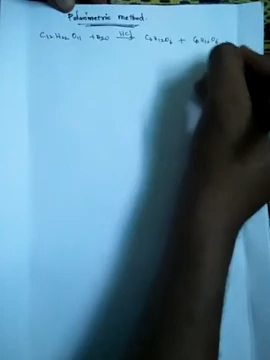 Polarimetric method.
C₁₂H₂₂O₁₁ + H₂O —HCl→ C₆H₁₂O₆ + C₆H₁₂O₆